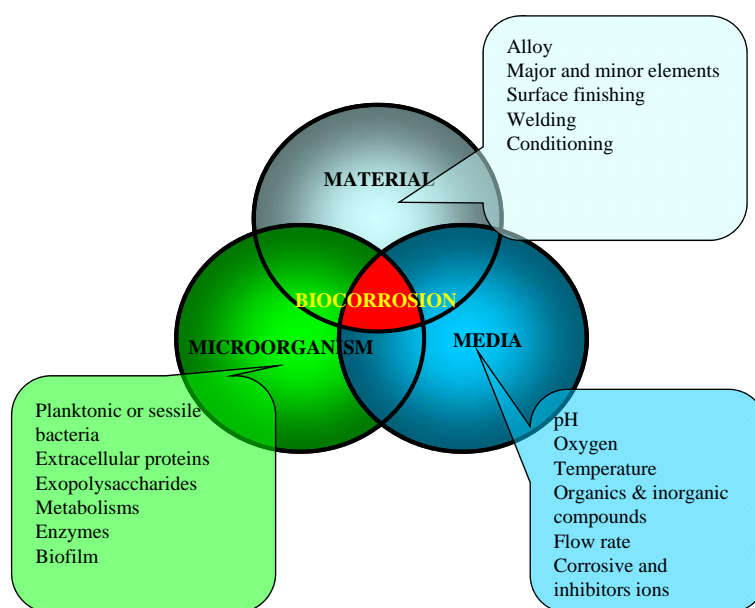 Alloy
Major and minor elements
Surface finishing
Welding
Conditioning
MATERIAL
BIOCORROSION
MICROORGANISM
MEDIA
Planktonic or sessile
bacteria
Extracellular proteins
Exopolysaccharides
Metabolisms
Enzymes
Biofilm
pH
Oxygen
Temperature
Organics & inorganic
compounds
Flow rate
Corrosive and
inhibitors ions